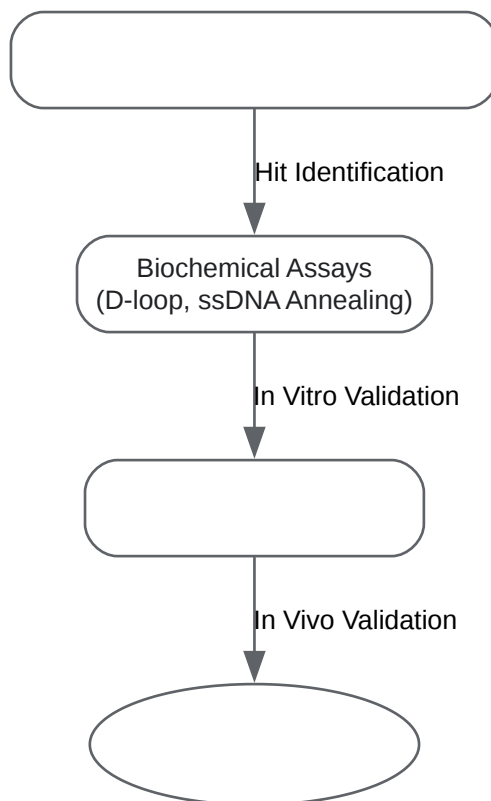 Hit Identification
Biochemical Assays
(D-loop, ssDNA Annealing)
In Vitro Validation
In Vivo Validation